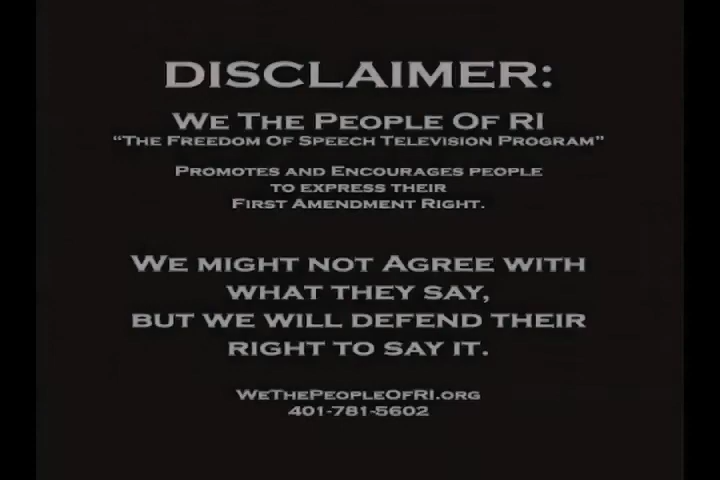 DISCLAIMER:
WE THE PEOPLE OF RI
“THE FREEDOM OF SPEECH TELEVISION PROGRAM”
PROMOTES AND ENCOURAGES PEOPLE
TO EXPRESS THEIR
FIRST AMENDMENT RIGHT.
WE MIGHT NOT AGREE WITH
WHAT THEY SAY,
BUT WE WILL DEFEND THEIR
RIGHT TO SAY IT.
WETHEPEOPLEOFRI.ORG
401-781-5602